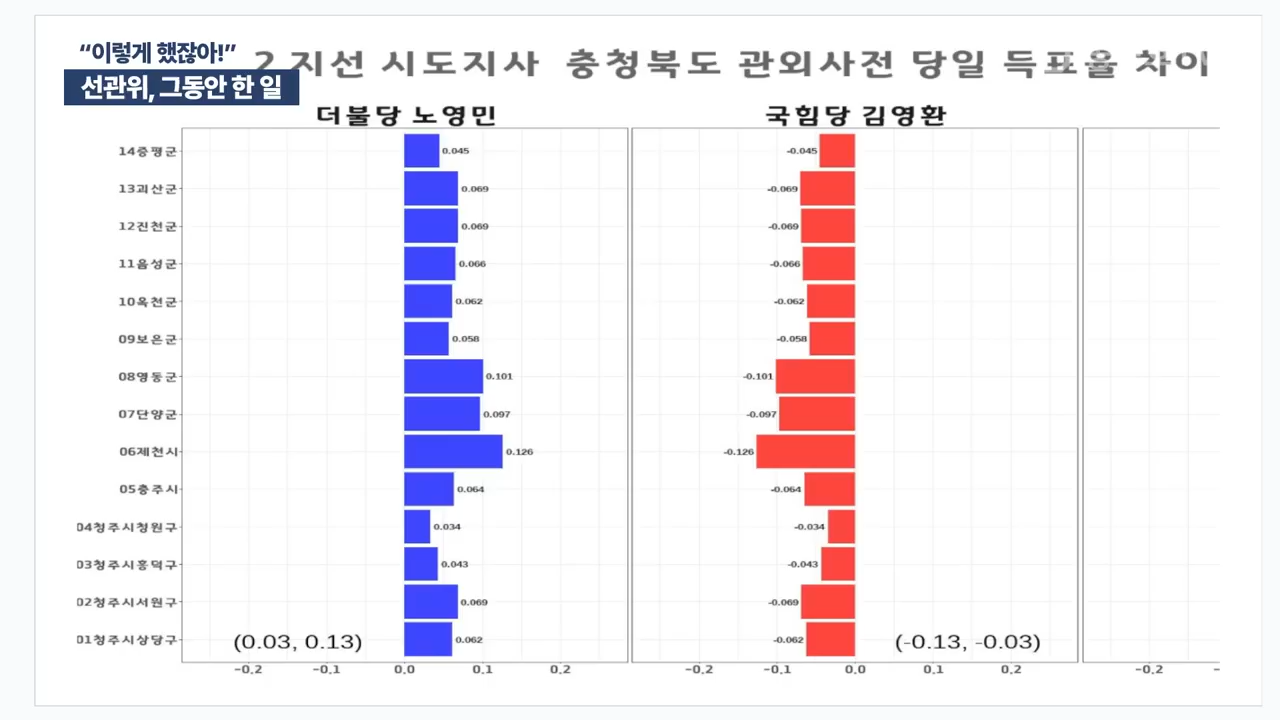 “이렇게 했잖아!”
선관위, 그동안 한 일
2 지선 시도지사 충청북도 관외사전 당일 득표율 차이
더불당 노영민
국힘당 김영환
14증평군
0.045
-0.045
13괴산군
0.069
-0.069
12진천군
0.069
-0.069
11음성군
0.066
-0.066
10옥천군
0.062
-0.062
09보은군
0.058
-0.058
08영동군
0.101
-0.101
07단양군
0.097
-0.097
06제천시
0.126
-0.126
05충주시
0.064
-0.064
04청주시청원구
0.034
-0.034
03청주시흥덕구
0.043
-0.043
02청주시서원구
0.069
-0.069
01청주시상당구
(0.03, 0.13)
0.062
-0.062
(-0.13, -0.03)
-0.2 -0.1 0.0 0.1 0.2
-0.2 -0.1 0.0 0.1 0.2
-0.2